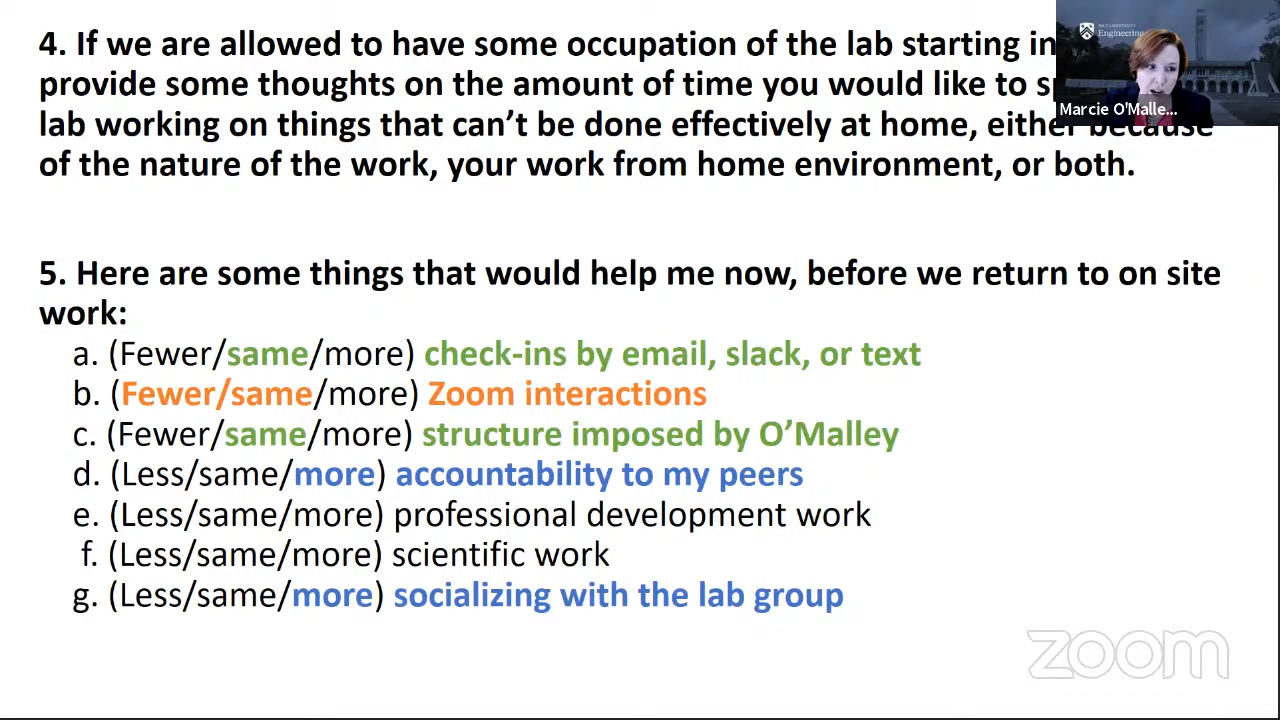 4. If we are allowed to have some occupation of the lab starting in
provide some thoughts on the amount of time you would like to
lab working on things that can’t be done effectively at home, either because
of the nature of the work, your work from home environment, or both.
5. Here are some things that would help me now, before we return to on site
work:
a. (Fewer/same/more) check-ins by email, slack, or text
b. (Fewer/same/more) Zoom interactions
c. (Fewer/same/more) structure imposed by O’Malley
d. (Less/same/more) accountability to my peers
e. (Less/same/more) professional development work
f. (Less/same/more) scientific work
g. (Less/same/more) socializing with the lab group
RICE UNIVERSITY
Engineering
Marcie O'Malle...
zoom